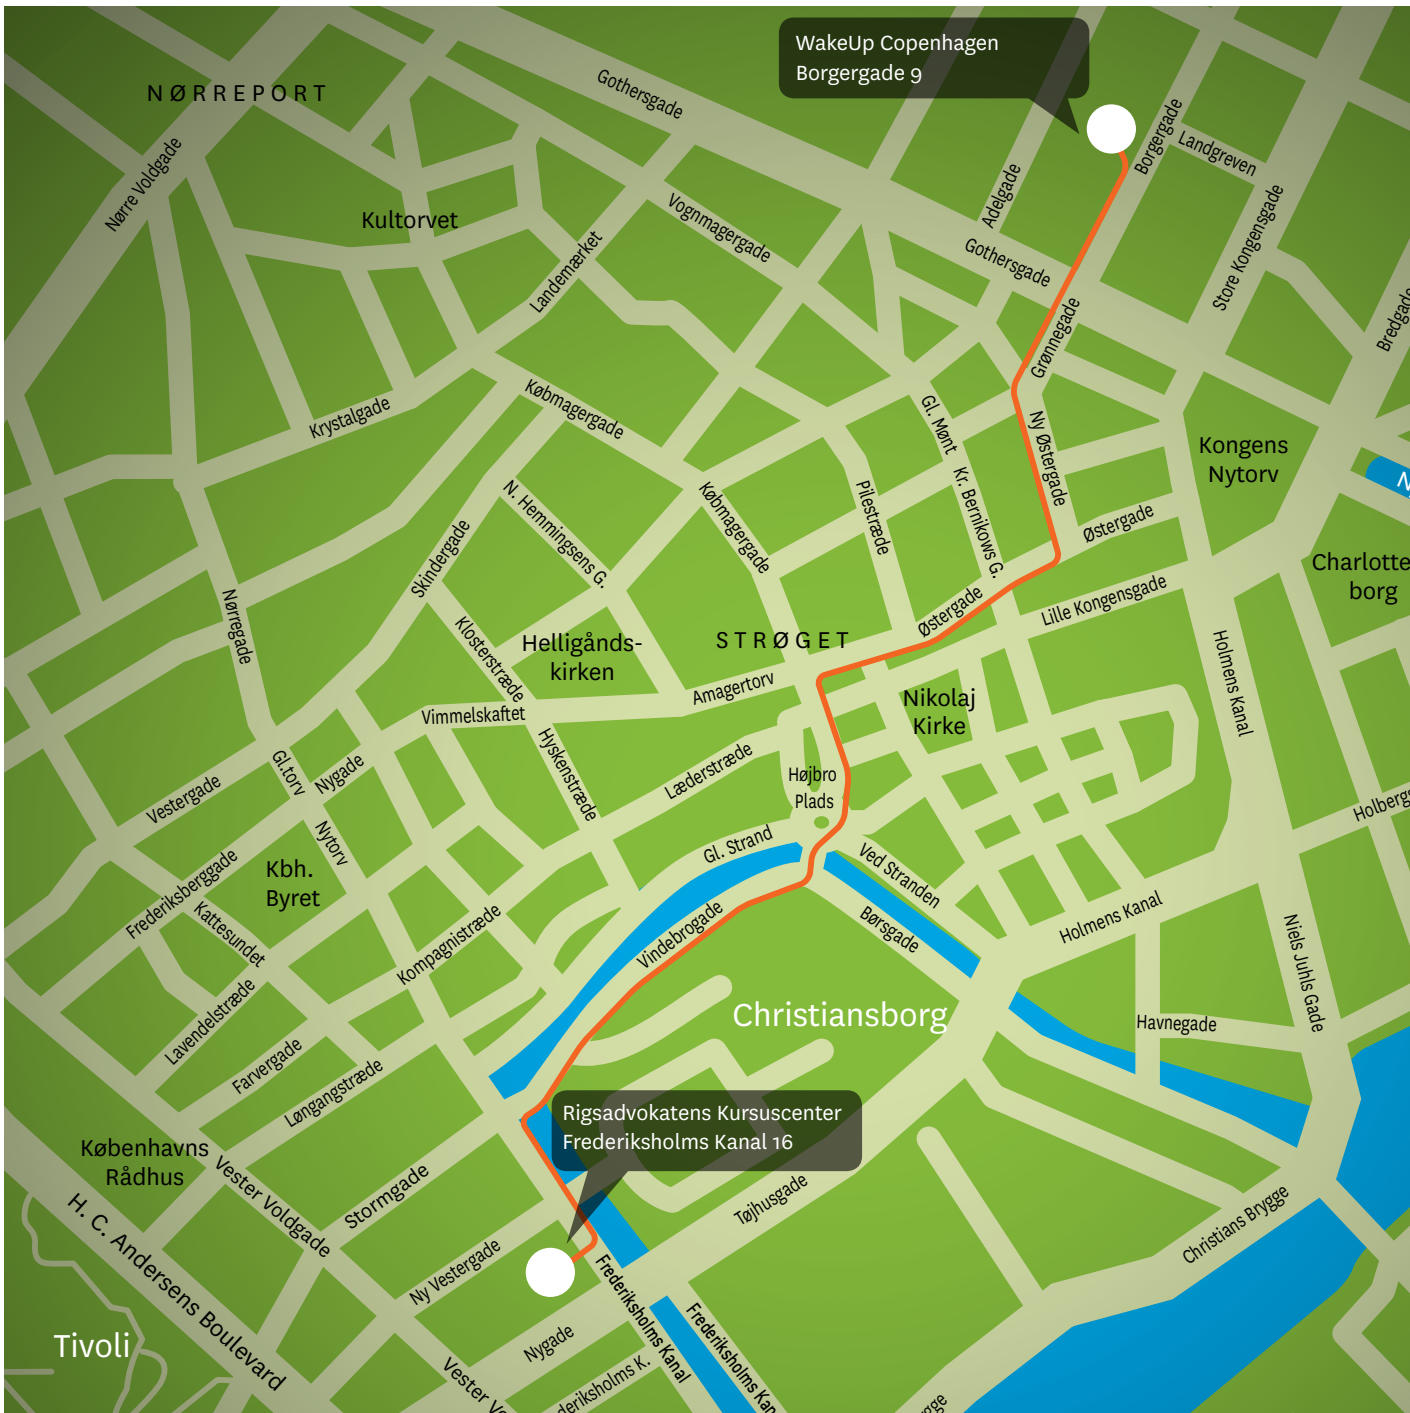 WakeUp Copenhagen
Borgergade 9
NØRREPORT
Gothersgade
Borgergade
Landgreven
Nørre Voldgade
Adelgade
Kultorvet
Vognmagergade
Gothersgade
Store Kongensgade
Landemærket
Bredgade
Grønnegade
Købmagergade
Krystalgade
Gl. Mønt
Ny Østergade
Kongens
Nytorv
N. Hemmingsens G.
Købmagergade
Pilestræde
Kr. Bernikows G.
Østergade
Skindergade
Charlotte
borg
Nørregade
Klosterstræde
Østergade
Lille Kongensgade
Helligånds-
kirken
STRØGET
Holmens Kanal
Amagertorv
Nikolaj
Kirke
Vimmelskaftet
Hyskenstræde
Gl.torv
Nygade
Læderstræde
Højbro
Plads
Vestergade
Nytorv
Gl. Strand
Ved Stranden
Kbh.
Byret
Frederiksberggade
Kattesundet
Kompagnistræde
Vindebrogade
Børsgade
Holmens Kanal
Niels Juhls Gade
Lavendelstræde
Christiansborg
Havnegade
Farvergade
Løngangstræde
Rigsadvokatens Kursuscenter
Frederiksholms Kanal 16
Københavns
Rådhus
Vester Voldgade
Stormgade
Tøjhusgade
H. C. Andersens Boulevard
Ny Vestergade
Christians Brygge
Frederiksholms Kanal
Tivoli
Nygade
Vester